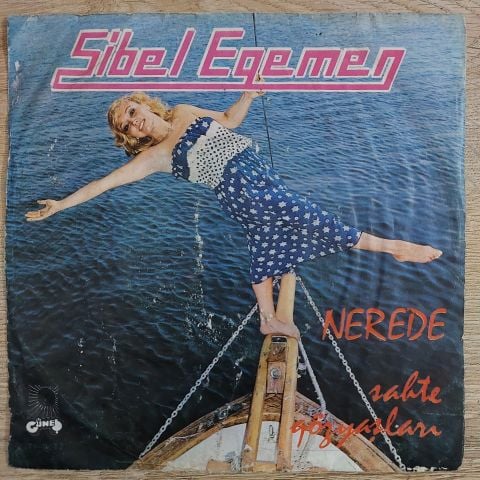 Sibel Egemen
NEREDE
sahte
gözyaşları
GÜNEŞ